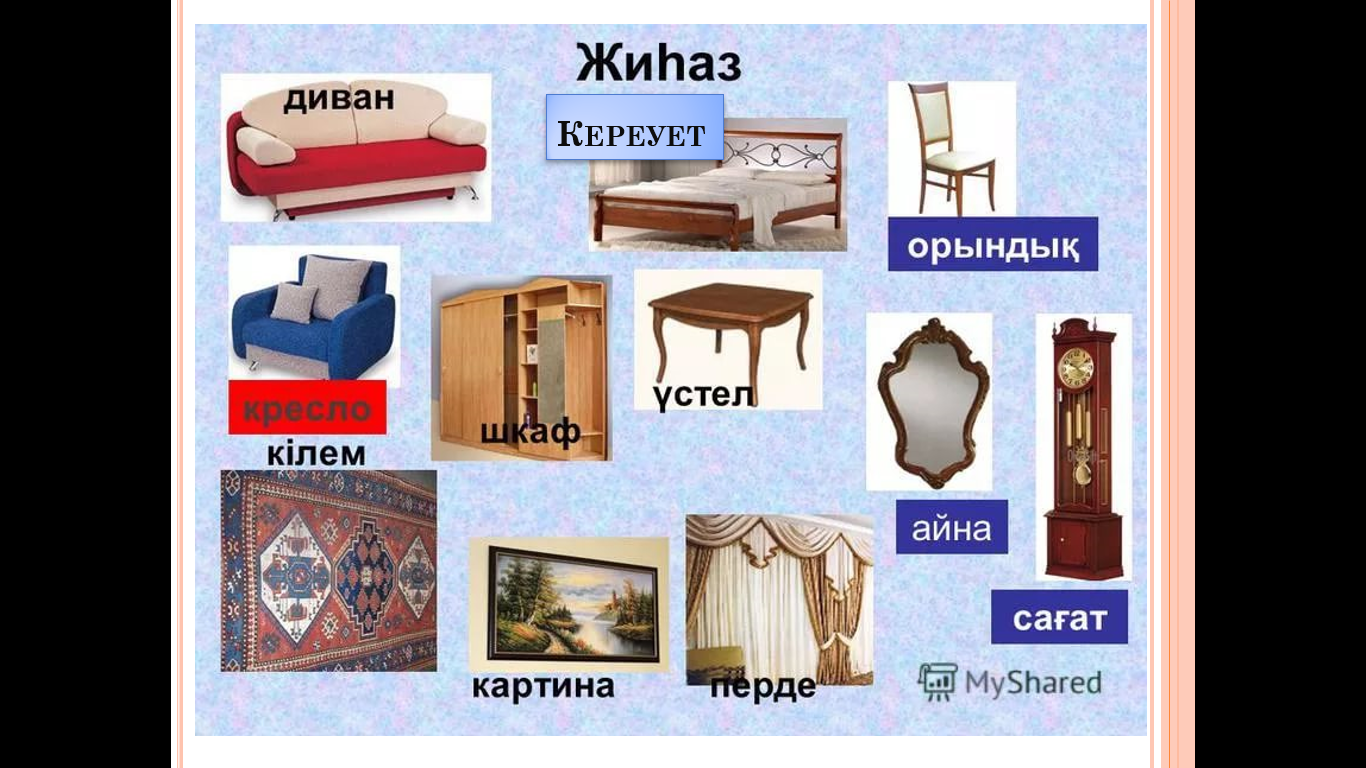 Жиһаз
диван
Кереует
орындық
кресло
шкаф
үстел
кілем
айна
сағат
картина
перде
MyShared